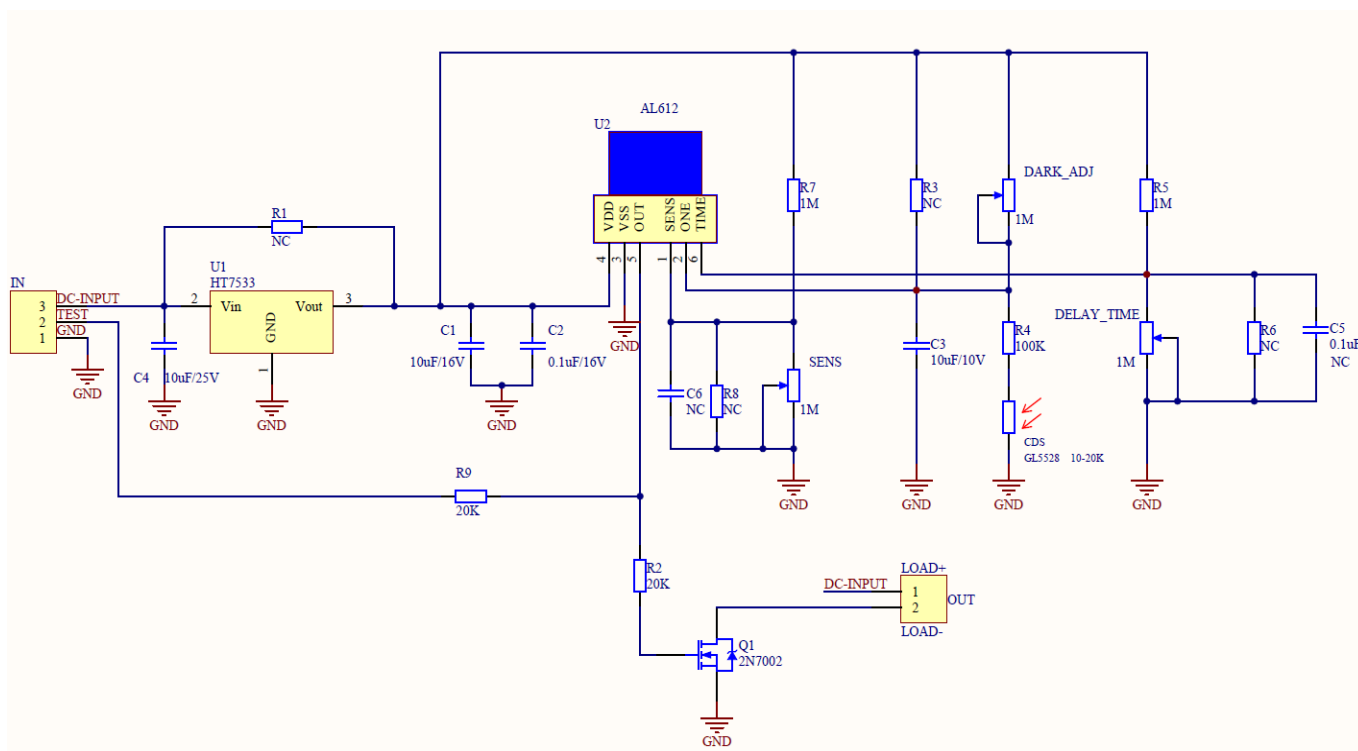 AL612
U2
VDD
VSS
OUT
SENS
ONE
TIME
4
3
5
1
2
6
R7
1M
R3
NC
DARK_ADJ
1M
R5
1M
R1
NC
U1
HT7533
2
Vin
Vout
3
GND
1
IN
3
DC-INPUT
2
TEST
1
GND
GND
C4
10uF/25V
GND
GND
C1
10uF/16V
C2
0.1uF/16V
GND
GND
C6
NC
R8
NC
SENS
1M
GND
C3
10uF/10V
GND
R4
100K
CDS
GL5528 10-20K
GND
DELAY_TIME
1M
GND
R6
NC
C5
0.1uF
NC
R9
20K
R2
20K
Q1
2N7002
GND
LOAD+
DC-INPUT
1
2
OUT
LOAD-